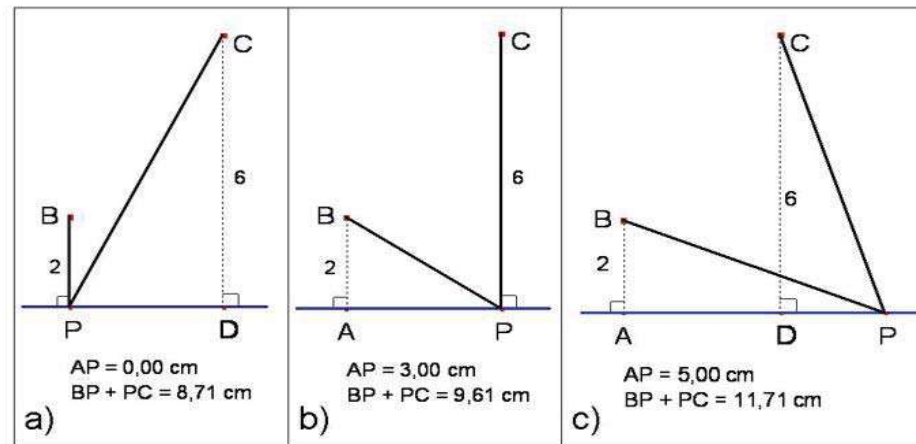 C
6
B
2
P D
AP = 0,00 cm
BP + PC = 8,71 cm
a)
C
6
B
2
A P
AP = 3,00 cm
BP + PC = 9,61 cm
b)
C
6
B
2
A D P
AP = 5,00 cm
BP + PC = 11,71 cm
c)